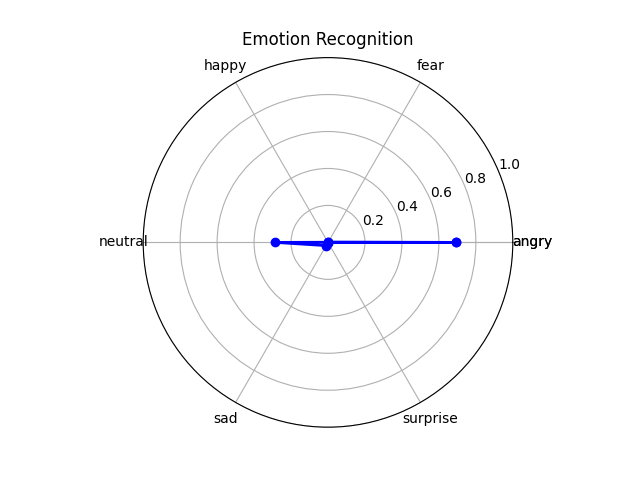 Emotion Recognition
happy
fear
1.0
0.8
0.6
0.4
0.2
neutral
angry
sad
surprise